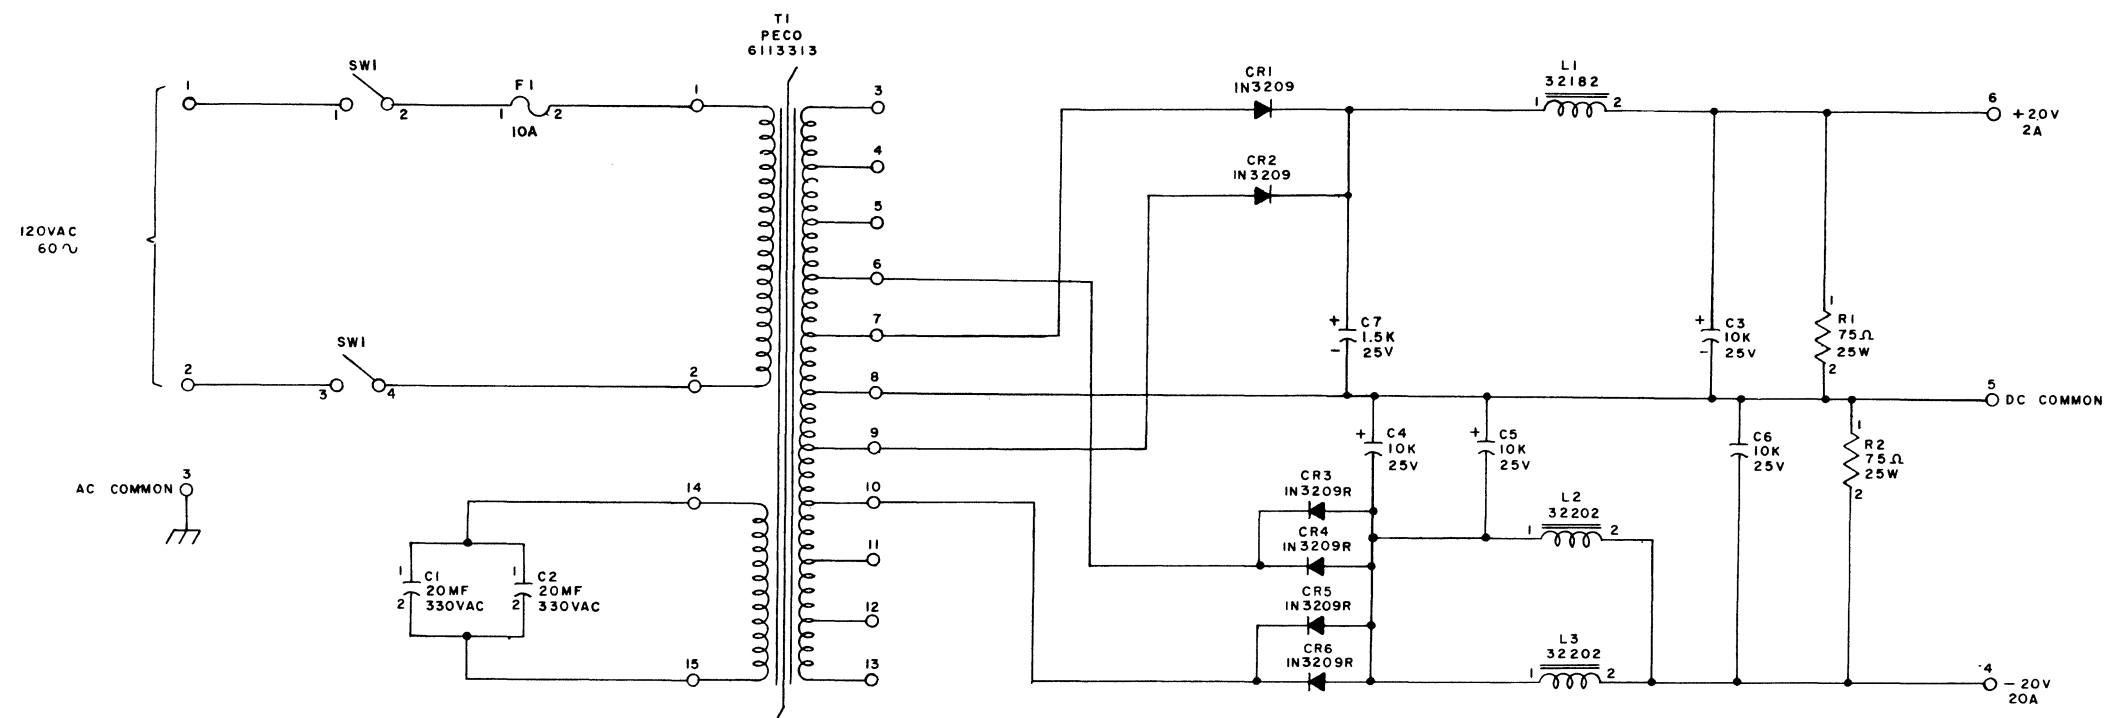 T1
PECO
6113313
120VAC
60∿
1
SW1
1
2
F1
1 2
10A
1
2
SW1
3
4
2
AC COMMON
3
14
15
1
C1
20MF
2 330VAC
1
C2
20MF
2 330VAC
3
4
5
6
7
8
9
10
11
12
13
CR1
1N3209
CR2
1N3209
L1
32182
1 2
6
+20V
2A
+ C7
1.5K
- 25V
+ C3
10K
- 25V
1
R1
75Ω
25W
2
5
DC COMMON
+ C4
10K
25V
+ C5
10K
25V
C6
10K
25V
1
R2
75Ω
25W
2
CR3
1N3209R
CR4
1N3209R
CR5
1N3209R
CR6
1N3209R
L2
32202
1 2
L3
32202
1 2
4
-20V
20A